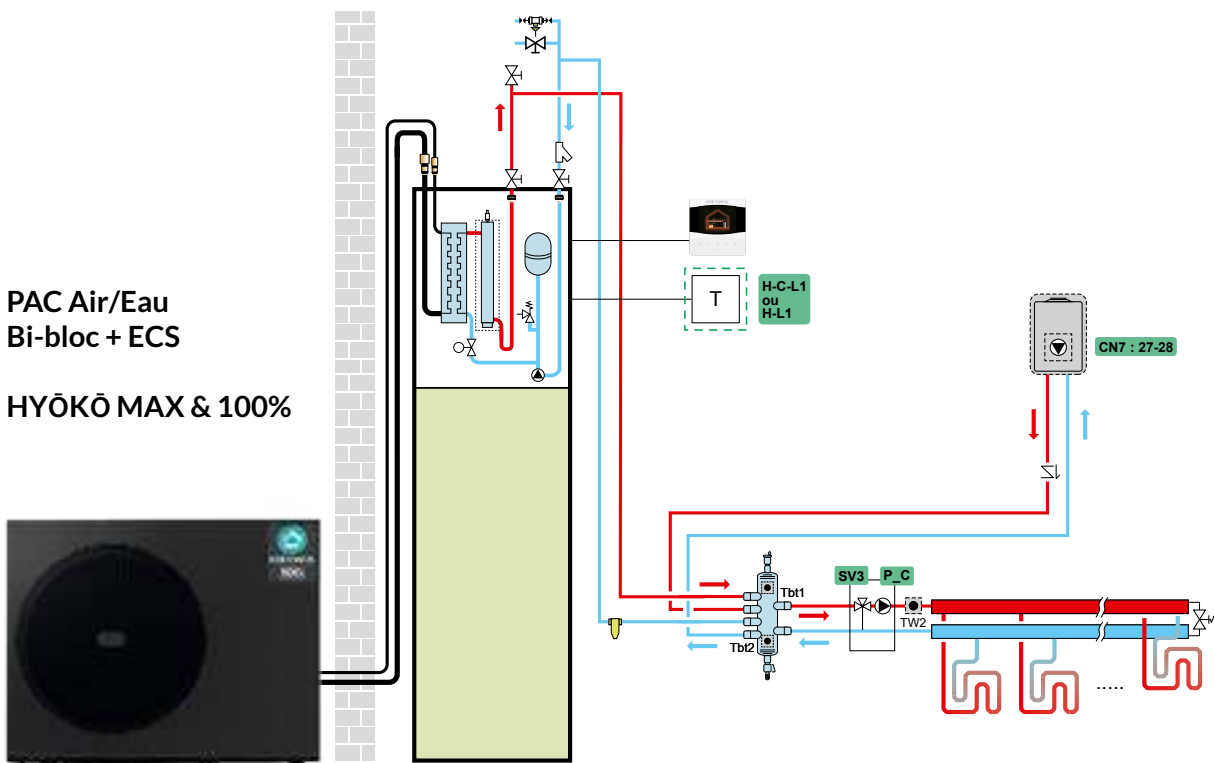 PAC Air/Eau
Bi-bloc + ECS
HYŌKŌ MAX & 100%
HEIWA
T
H-C-L1
ou
H-L1
CN7 : 27-28
SV3
P_C
Tbt1
TW2
Tbt2
.....